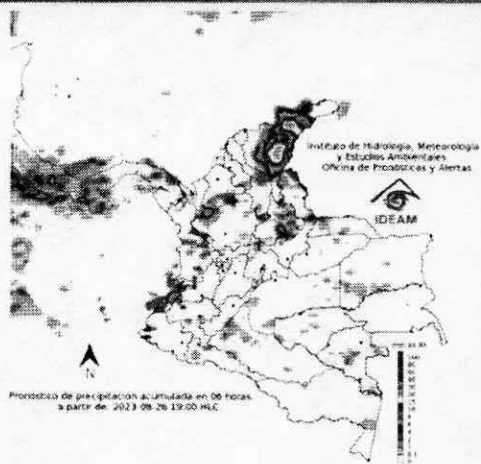 Instituto de Hidrología, Meteorología
y Estudios Ambientales
Oficina de Pronósticos y Alertas
IDEAM
N
Pronóstico de precipitación acumulada en 06 horas
a partir de: 2023-08-26 19:00 HLC